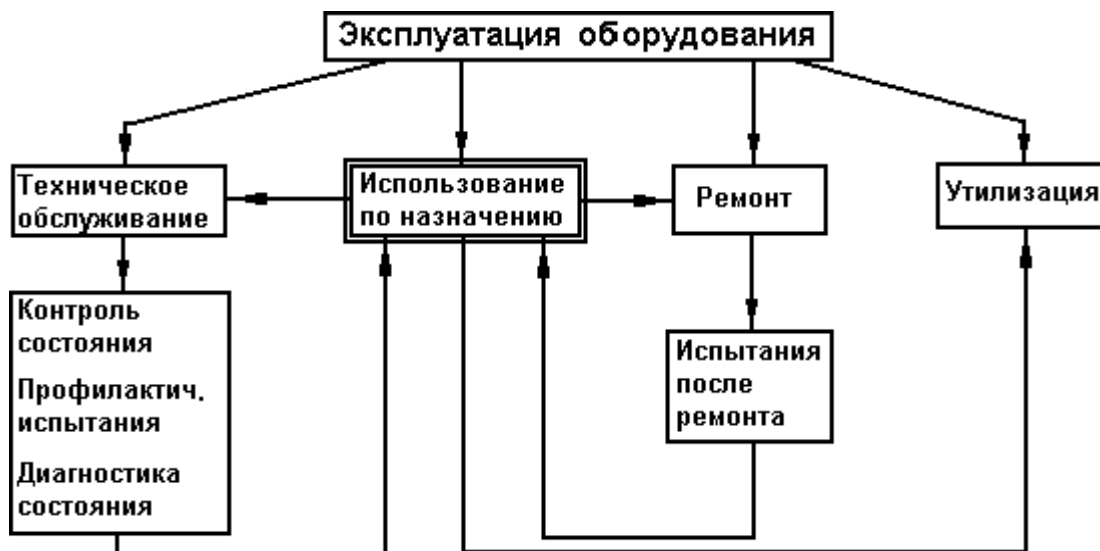 Эксплуатация оборудования
Техническое
обслуживание
Использование
по назначению
Ремонт
Утилизация
Контроль
состояния
Профилактич.
испытания
Диагностика
состояния
Испытания
после
ремонта